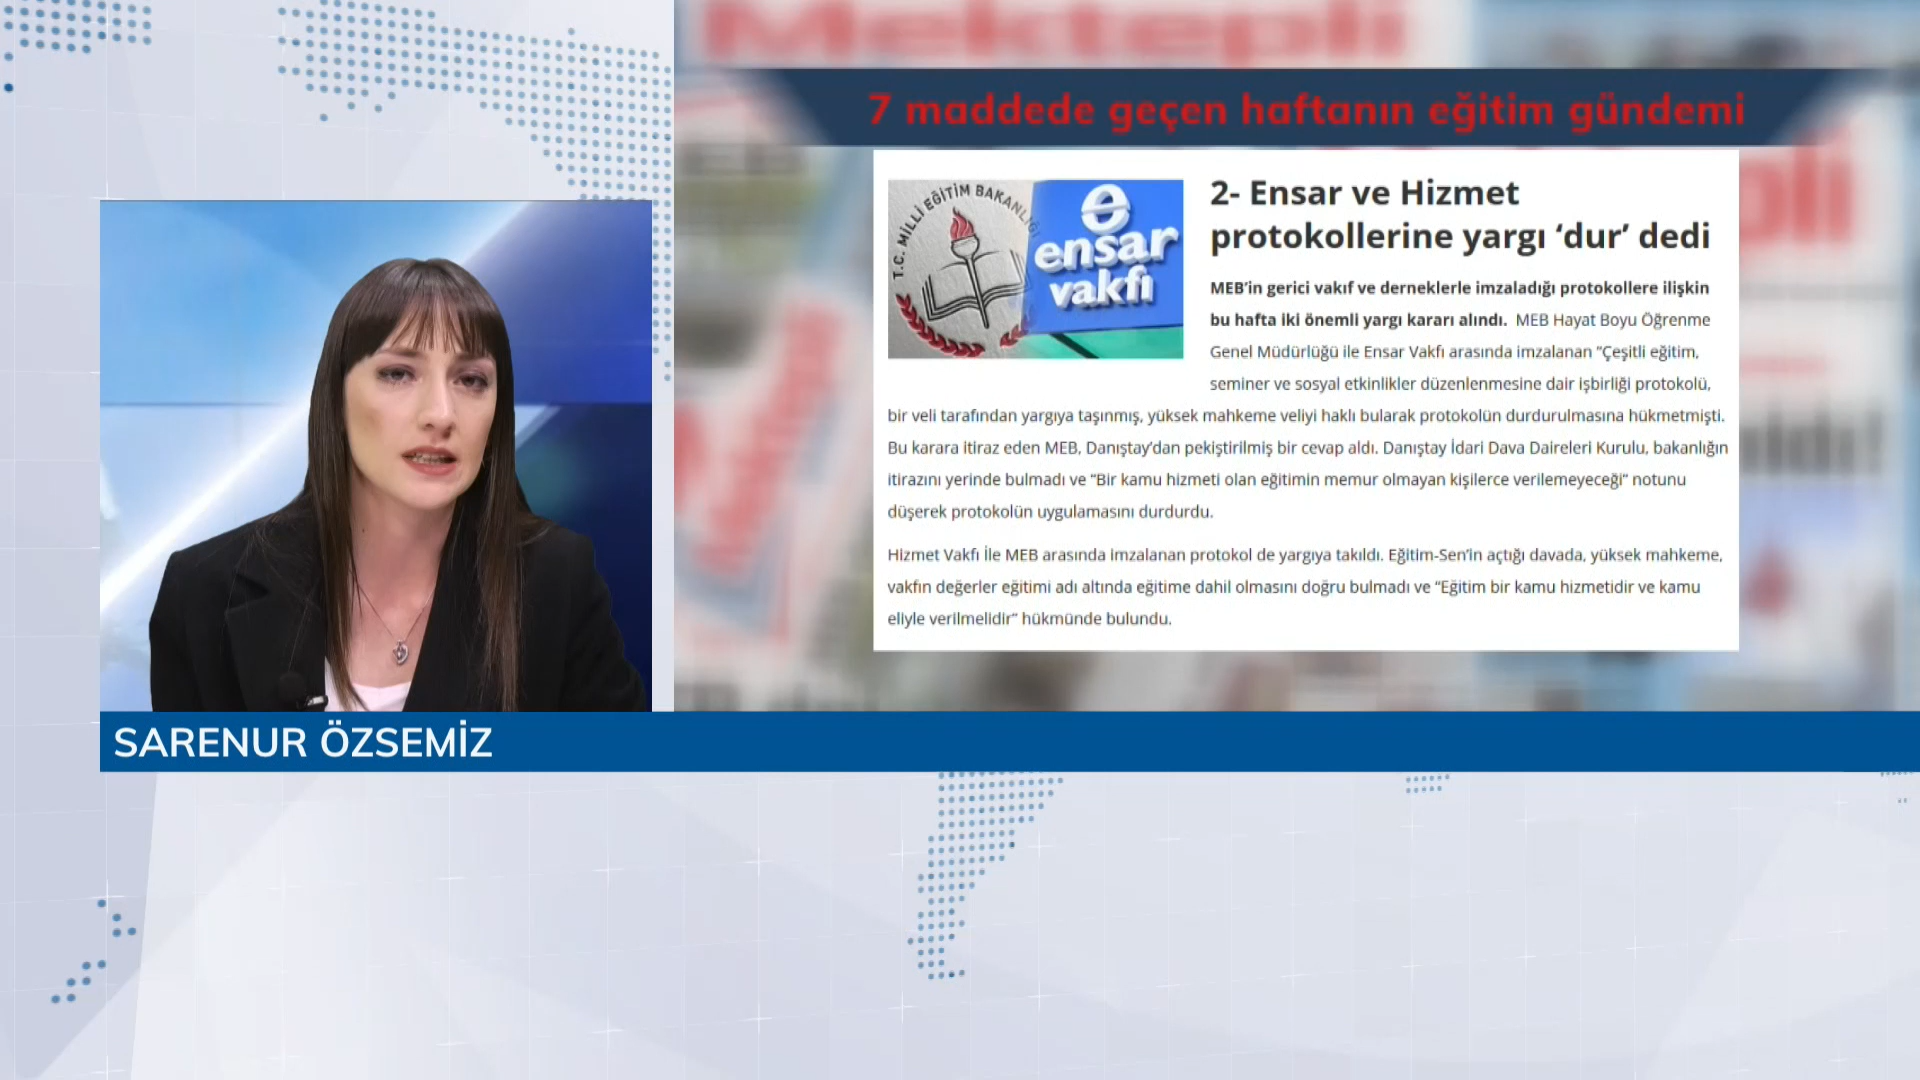 Mektepli
7 maddede geçen haftanın eğitim gündemi
T.C. MİLLİ EĞİTİM BAKANLIĞI
e
ensar
vakfı
2- Ensar ve Hizmet
protokollerine yargı ‘dur’ dedi
MEB’in gerici vakıf ve derneklerle imzaladığı protokollere ilişkin
bu hafta iki önemli yargı kararı alındı. MEB Hayat Boyu Öğrenme
Genel Müdürlüğü ile Ensar Vakfı arasında imzalanan “Çeşitli eğitim,
seminer ve sosyal etkinlikler düzenlenmesine dair işbirliği protokolü,
bir veli tarafından yargıya taşınmış, yüksek mahkeme veliyi haklı bularak protokolün durdurulmasına hükmetmişti.
Bu karara itiraz eden MEB, Danıştay’dan pekiştirilmiş bir cevap aldı. Danıştay İdari Dava Daireleri Kurulu, bakanlığın
itirazını yerinde bulmadı ve “Bir kamu hizmeti olan eğitimin memur olmayan kişilerce verilemeyeceği” notunu
düşerek protokolün uygulamasını durdurdu.
Hizmet Vakfı İle MEB arasında imzalanan protokol de yargıya takıldı. Eğitim-Sen’in açtığı davada, yüksek mahkeme,
vakfın değerler eğitimi adı altında eğitime dahil olmasını doğru bulmadı ve “Eğitim bir kamu hizmetidir ve kamu
eliyle verilmelidir” hükmünde bulundu.
SARENUR ÖZSEMİZ